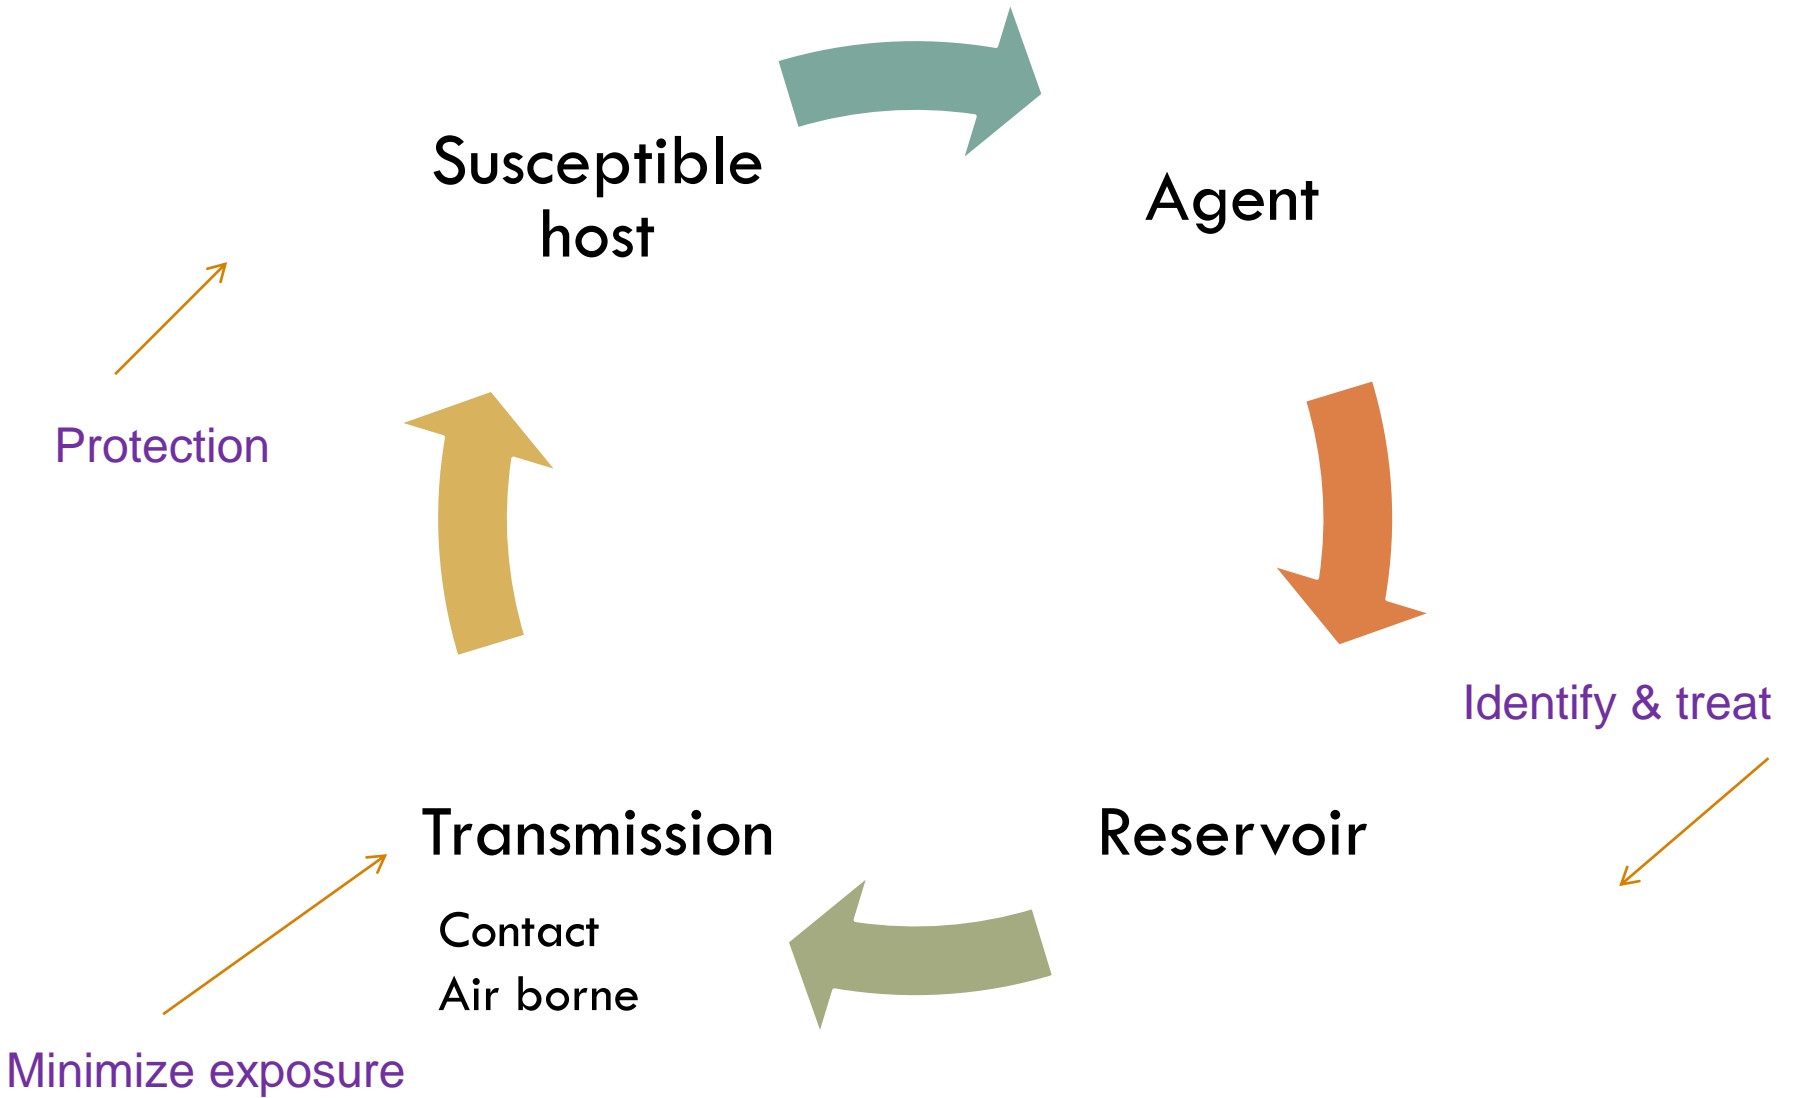 Susceptible
host
Agent
Protection
Identify & treat
Transmission
Reservoir
Contact
Air borne
Minimize exposure